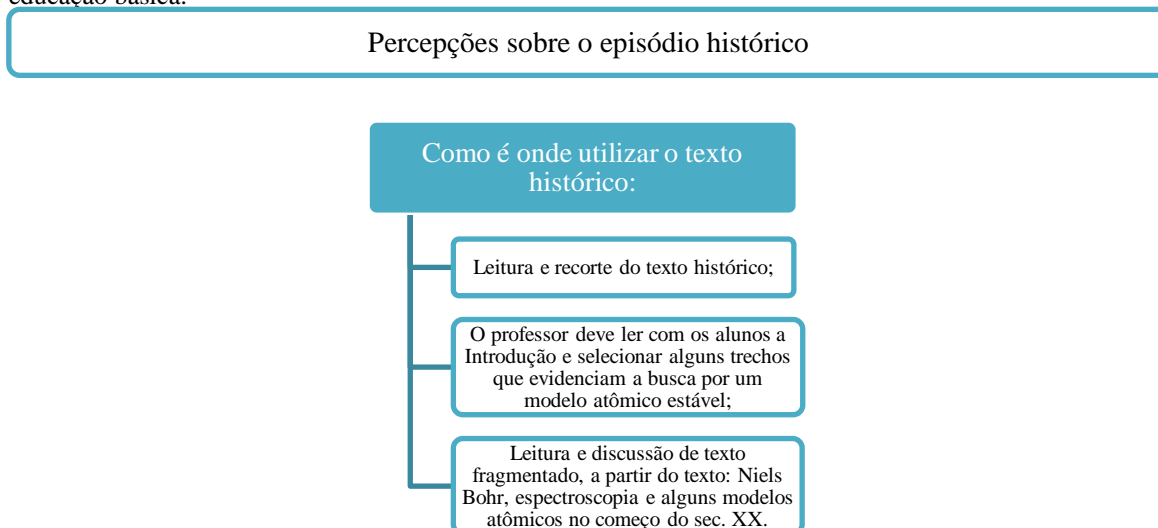 educação básica.
Percepções sobre o episódio histórico
Como é onde utilizar o texto
histórico:
Leitura e recorte do texto histórico;
O professor deve ler com os alunos a
Introdução e selecionar alguns trechos
que evidenciam a busca por um
modelo atômico estável;
Leitura e discussão de texto
fragmentado, a partir do texto: Niels
Bohr, espectroscopia e alguns modelos
atômicos no começo do sec. XX.